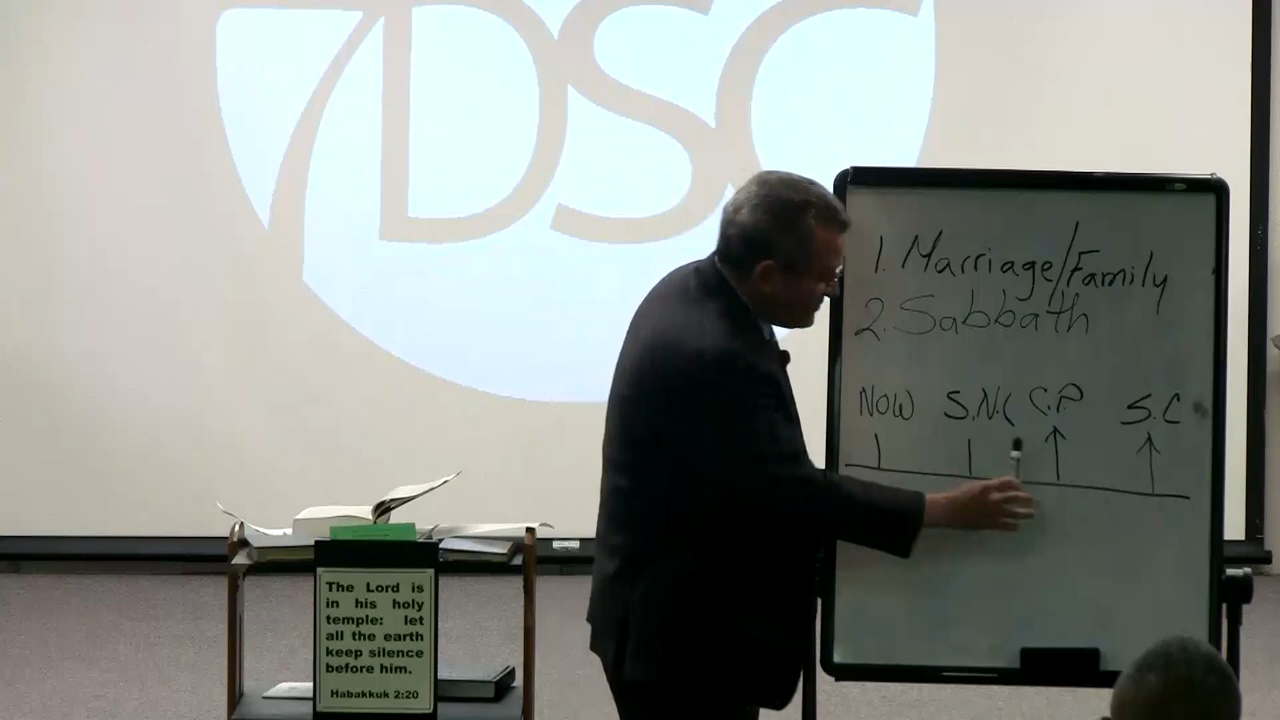 7DSC
1. Marriage/Family
2. Sabbath
NOW S.N.C C.P S.C
The Lord is
in his holy
temple: let
all the earth
keep silence
before him.
Habakkuk 2:20